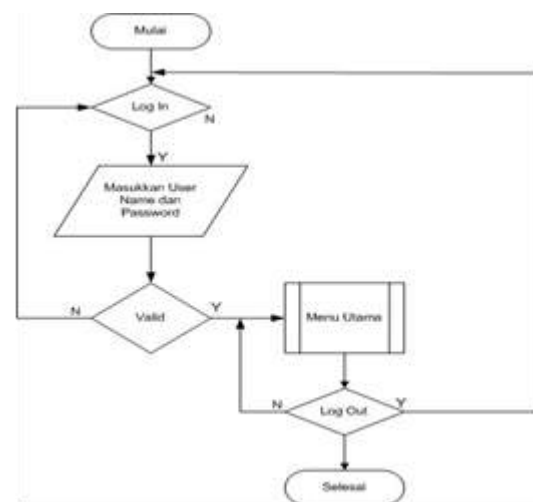 Mulai
Log In
N
Y
Masukkan User
Name dan
Password
N
Valid
Y
Menu Utama
N
Log Out
Y
Selesai